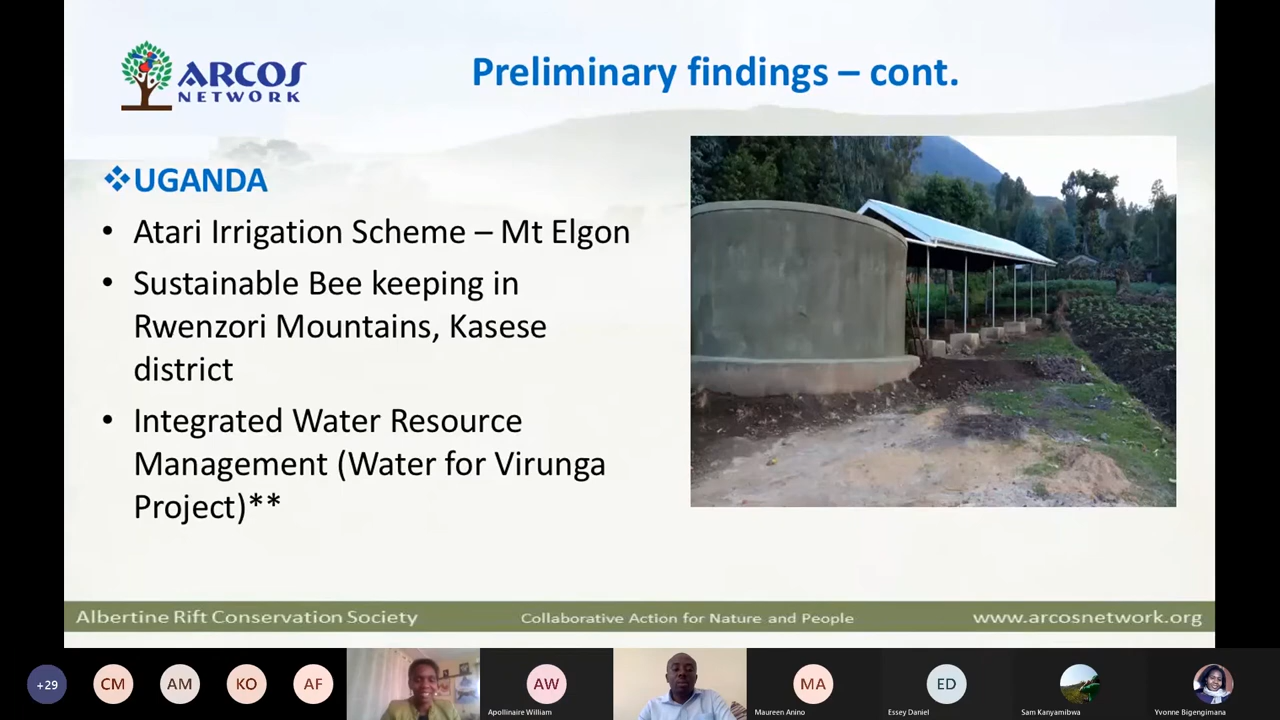 ARCOS
NETWORK
Preliminary findings – cont.
❖UGANDA
• Atari Irrigation Scheme – Mt Elgon
• Sustainable Bee keeping in
Rwenzori Mountains, Kasese
district
• Integrated Water Resource
Management (Water for Virunga
Project)**
Albertine Rift Conservation Society
Collaborative Action for Nature and People
www.arcosnetwork.org
+29
CM
AM
KO
AF
AW
Apollinaire William
MA
Maureen Anino
ED
Essey Daniel
Sam Kanyamibwa
Yvonne Bigengimana